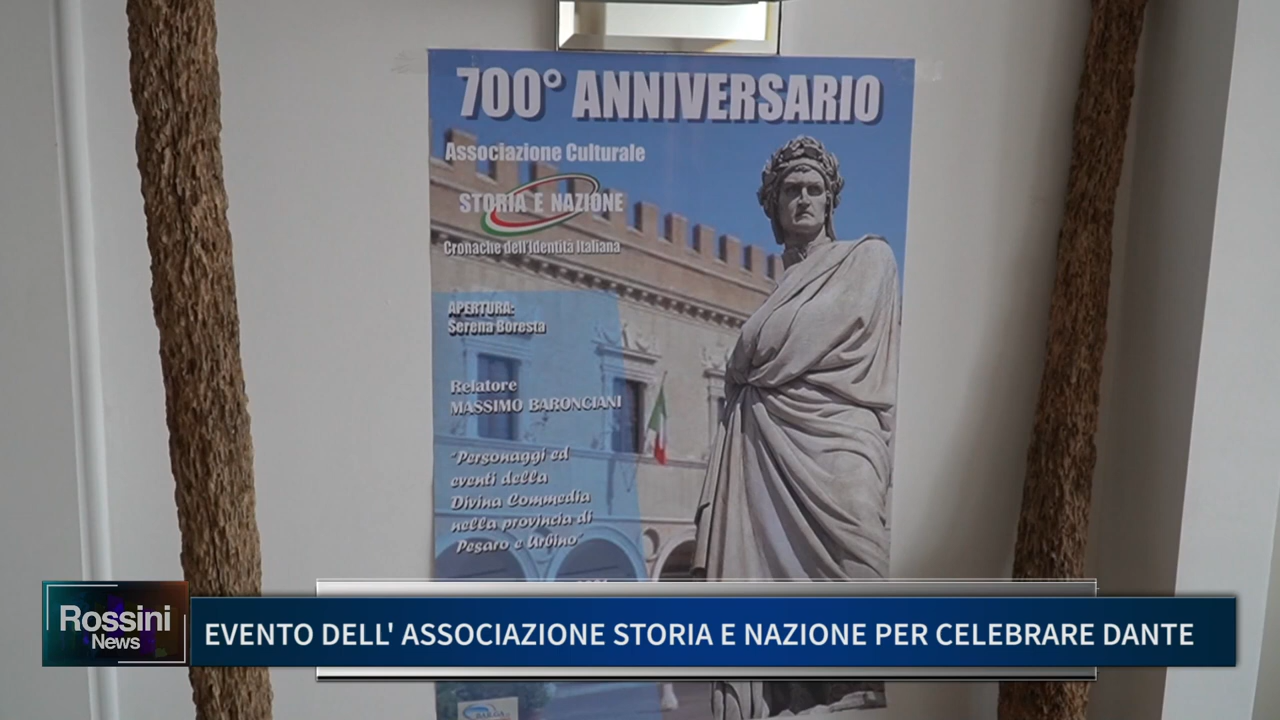 700° ANNIVERSARIO
Associazione Culturale
STORIA E NAZIONE
Cronache dell'Identità Italiana
APERTURA:
Serena Boresta
Relatore
MASSIMO BARONCIANI
"Personaggi ed
eventi della
Divina Commedia
nella provincia di
Pesaro e Urbino"
Rossini
News
EVENTO DELL' ASSOCIAZIONE STORIA E NAZIONE PER CELEBRARE DANTE